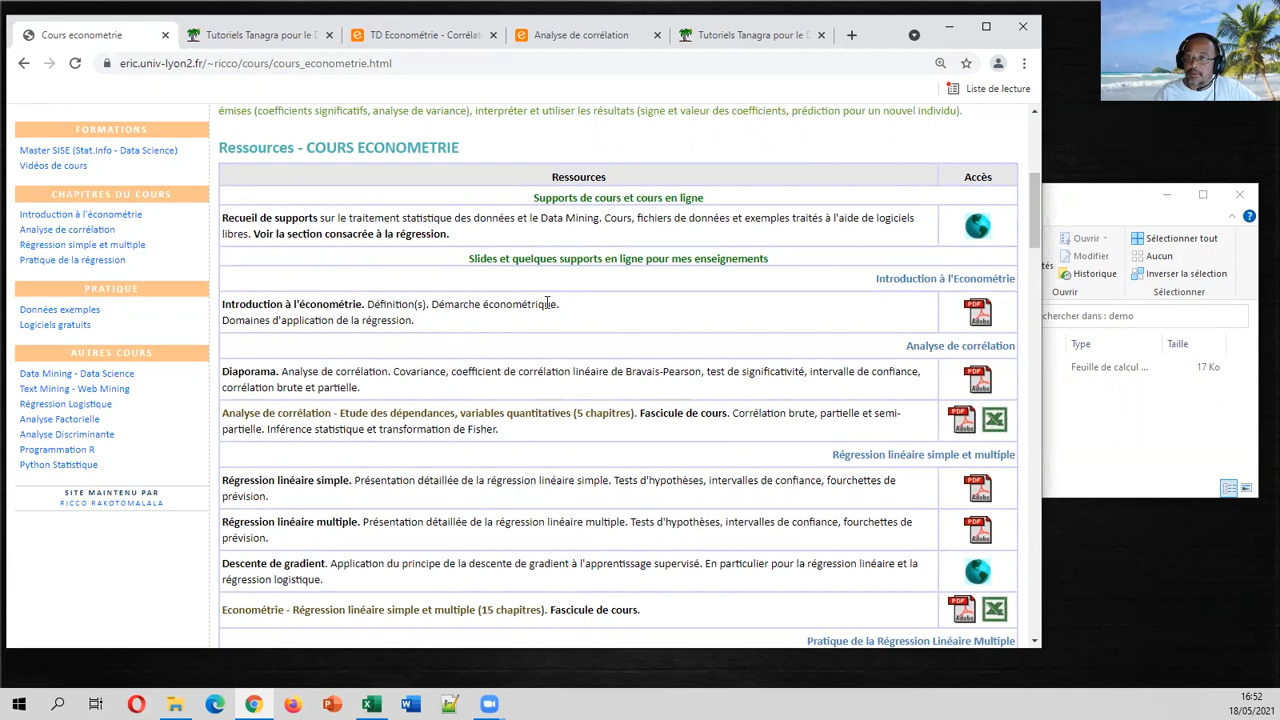 Cours econometrie
Tutoriels Tanagra pour le D
TD Econométrie - Corrélat
Analyse de corrélation
Tutoriels Tanagra pour le D
eric.univ-lyon2.fr/~ricco/cours/cours_econometrie.html
Liste de lecture
émises (coefficients significatifs, analyse de variance), interpréter et utiliser les résultats (signe et valeur des coefficients, prédiction pour un nouvel individu).
FORMATIONS
Master SISE (Stat.Info - Data Science)
Vidéos de cours
CHAPITRES DU COURS
Introduction à l'économétrie
Analyse de corrélation
Régression simple et multiple
Pratique de la régression
PRATIQUE
Données exemples
Logiciels gratuits
AUTRES COURS
Data Mining - Data Science
Text Mining - Web Mining
Régression Logistique
Analyse Factorielle
Analyse Discriminante
Programmation R
Python Statistique
SITE MAINTENU PAR
RICCO RAKOTOMALALA
Ressources - COURS ECONOMETRIE
Ressources
Accès
Supports de cours et cours en ligne
Recueil de supports sur le traitement statistique des données et le Data Mining. Cours, fichiers de données et exemples traités à l'aide de logiciels
libres. Voir la section consacrée à la régression.
Slides et quelques supports en ligne pour mes enseignements
Introduction à l'Econométrie
Introduction à l'économétrie. Définition(s). Démarche économétrique.
Domaines d'application de la régression.
PDF
Adobe
Analyse de corrélation
Diaporama. Analyse de corrélation. Covariance, coefficient de corrélation linéaire de Bravais-Pearson, test de significativité, intervalle de confiance,
corrélation brute et partielle.
PDF
Adobe
Analyse de corrélation - Etude des dépendances, variables quantitatives (5 chapitres). Fascicule de cours. Corrélation brute, partielle et semi-
partielle. Inférence statistique et transformation de Fisher.
PDF
Adobe
Régression linéaire simple et multiple
Régression linéaire simple. Présentation détaillée de la régression linéaire simple. Tests d'hypothèses, intervalles de confiance, fourchettes de
prévision.
PDF
Adobe
Régression linéaire multiple. Présentation détaillée de la régression linéaire multiple. Tests d'hypothèses, intervalles de confiance, fourchettes de
prévision.
PDF
Adobe
Descente de gradient. Application du principe de la descente de gradient à l'apprentissage supervisé. En particulier pour la régression linéaire et la
régression logistique.
Econométrie - Régression linéaire simple et multiple (15 chapitres). Fascicule de cours.
PDF
Adobe
Pratique de la Régression Linéaire Multiple
Ouvrir
Modifier
Historique
Sélectionner tout
Aucun
Inverser la sélection
Ouvrir
Sélectionner
echercher dans : demo
Type
Taille
Feuille de calcul ...
17 Ko
16:52
18/05/2021